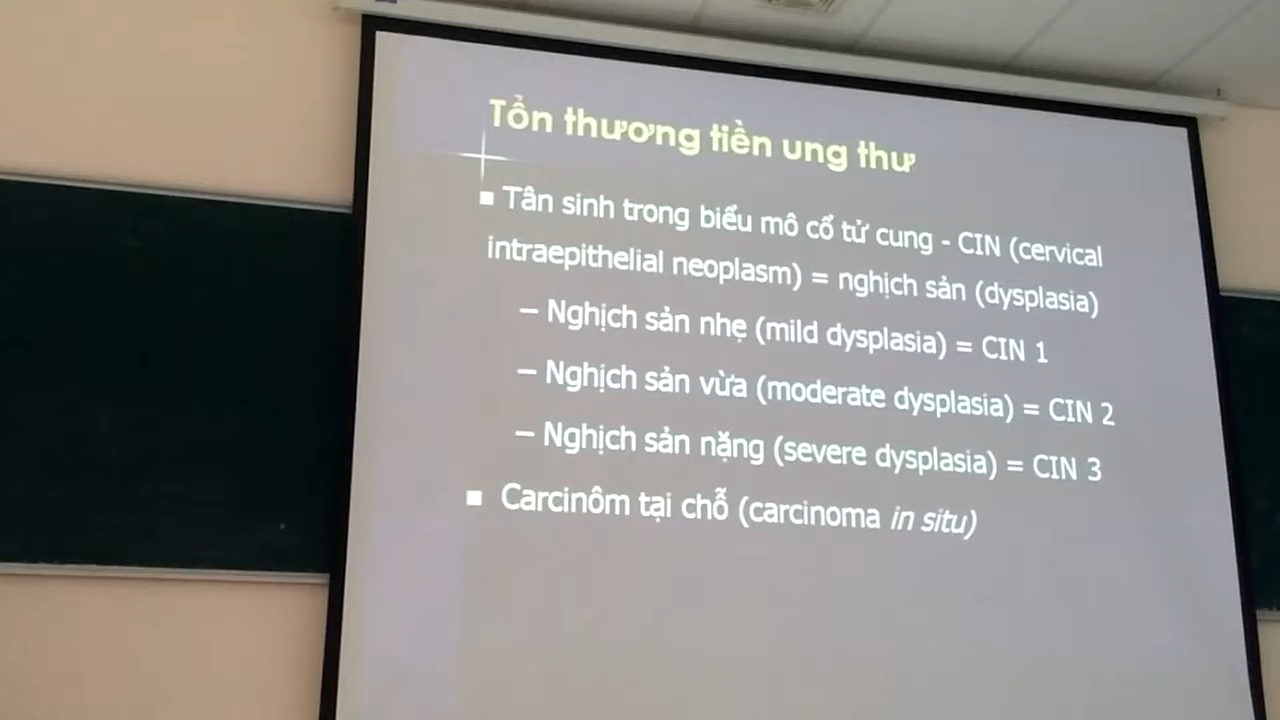 Tổn thương tiền ung thư
▪ Tân sinh trong biểu mô cổ tử cung - CIN (cervical
intraepithelial neoplasm) = nghịch sản (dysplasia)
– Nghịch sản nhẹ (mild dysplasia) = CIN 1
– Nghịch sản vừa (moderate dysplasia) = CIN 2
– Nghịch sản nặng (severe dysplasia) = CIN 3
▪ Carcinôm tại chỗ (carcinoma in situ)